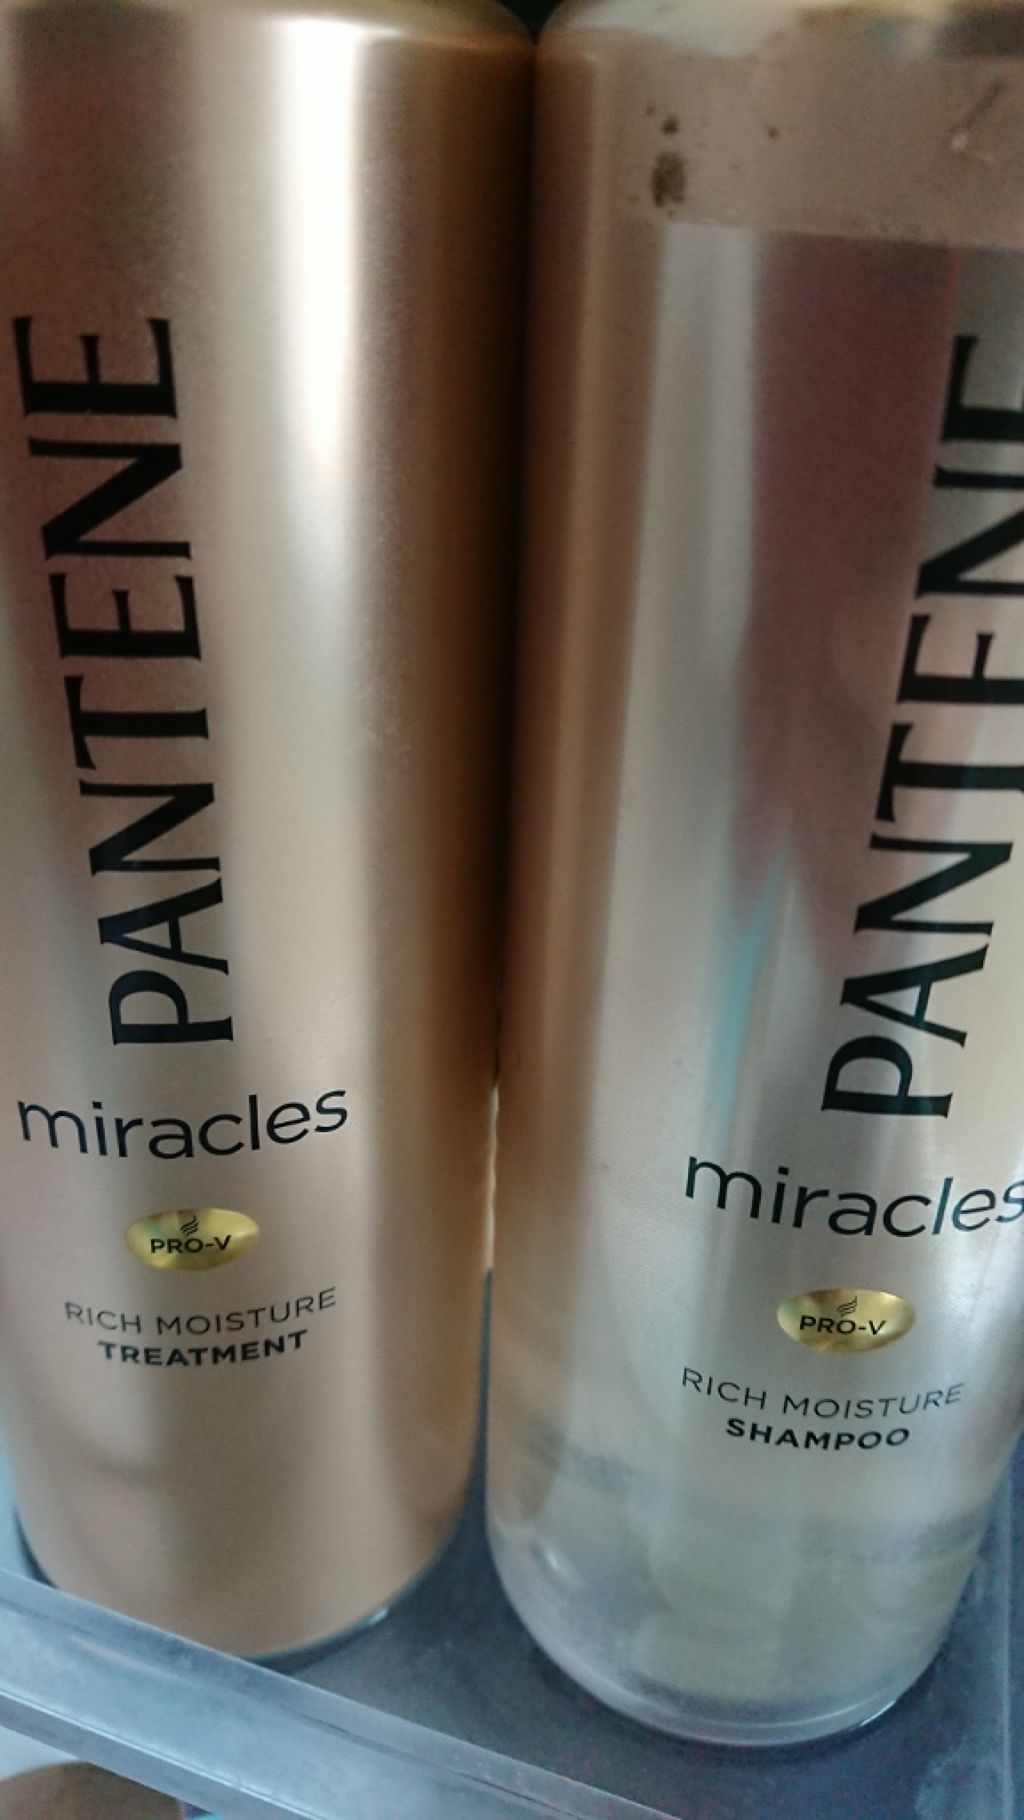 PANTENE
miracles
PRO-V
RICH MOISTURE
TREATMENT
PANTENE
miracles
PRO-V
RICH MOISTURE
SHAMPOO